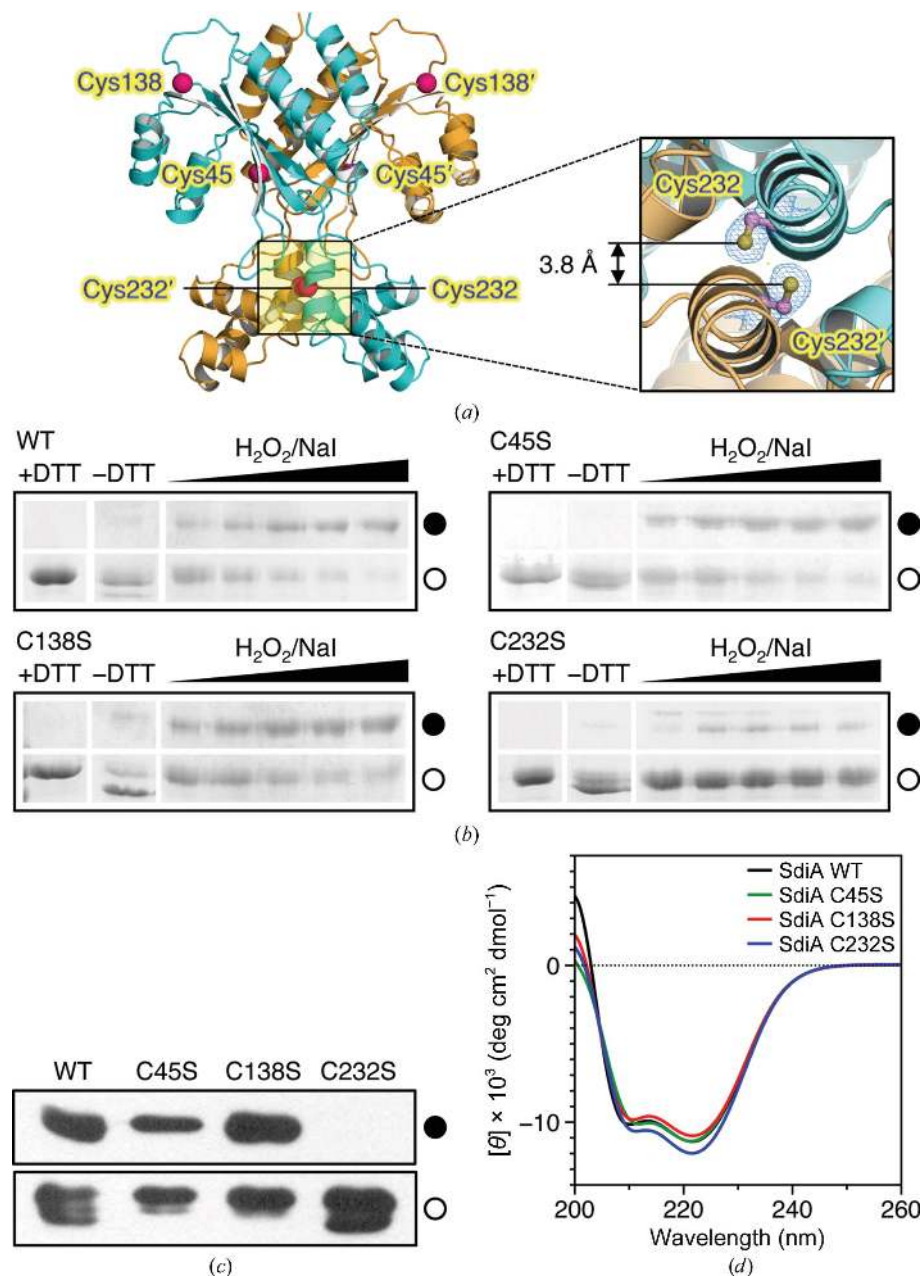 Cys138
Cys138'
Cys45
Cys45'
Cys232'
Cys232
Cys232
3.8 Å
Cys232'
(a)
WT
+DTT –DTT
H₂O₂/NaI
C45S
+DTT –DTT
H₂O₂/NaI
C138S
+DTT –DTT
H₂O₂/NaI
C232S
+DTT –DTT
H₂O₂/NaI
(b)
WT C45S C138S C232S
(c)
SdiA WT
SdiA C45S
SdiA C138S
SdiA C232S
[θ] × 10³ (deg cm² dmol⁻¹)
0
−10
200 220 240 260
Wavelength (nm)
(d)